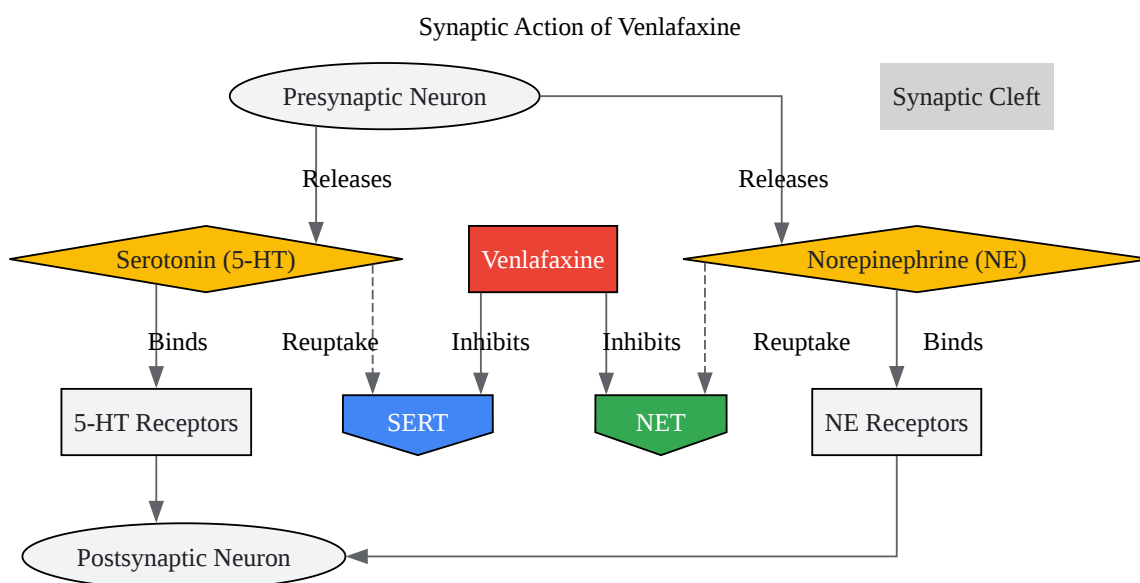 Synaptic Action of Venlafaxine
Presynaptic Neuron
Synaptic Cleft
Releases
Releases
Serotonin (5-HT)
Venlafaxine
Norepinephrine (NE)
Binds
Reuptake
Inhibits
Inhibits
Reuptake
Binds
5-HT Receptors
SERT
NET
NE Receptors
Postsynaptic Neuron